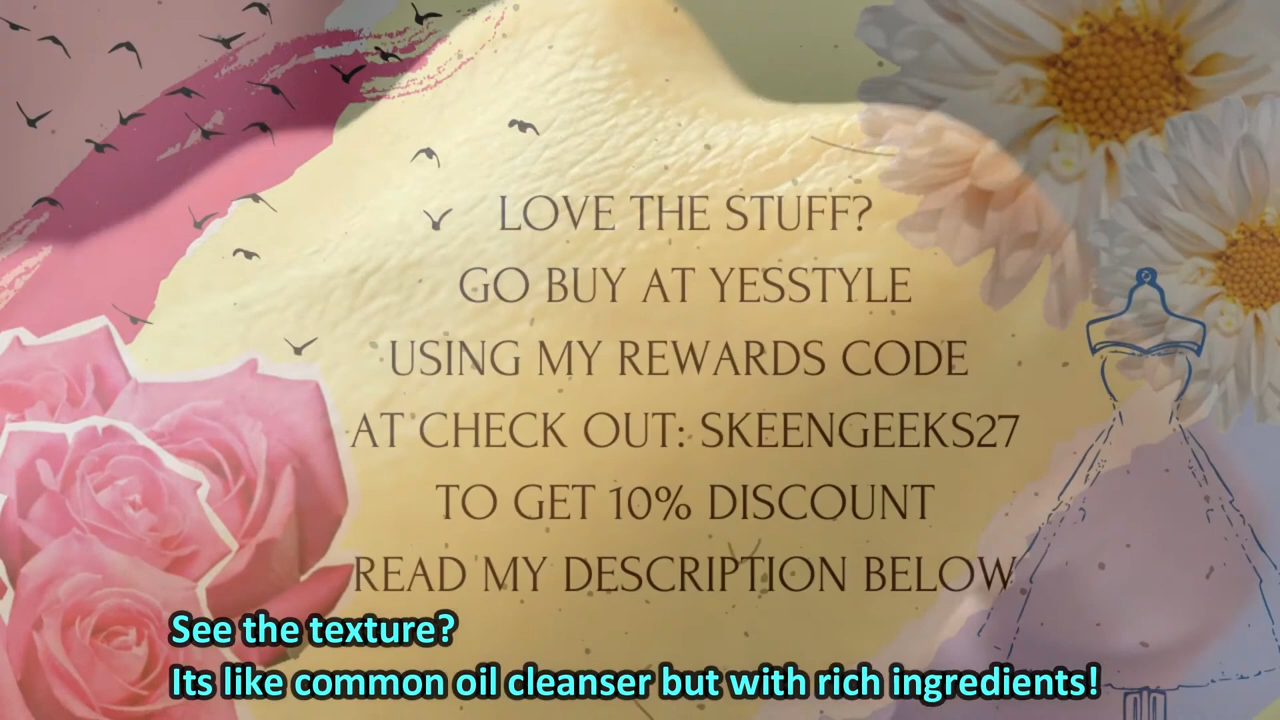 LOVE THE STUFF?
GO BUY AT YESSTYLE
USING MY REWARDS CODE
AT CHECK OUT: SKEENGEEKS27
TO GET 10% DISCOUNT
READ MY DESCRIPTION BELOW
See the texture?
Its like common oil cleanser but with rich ingredients!